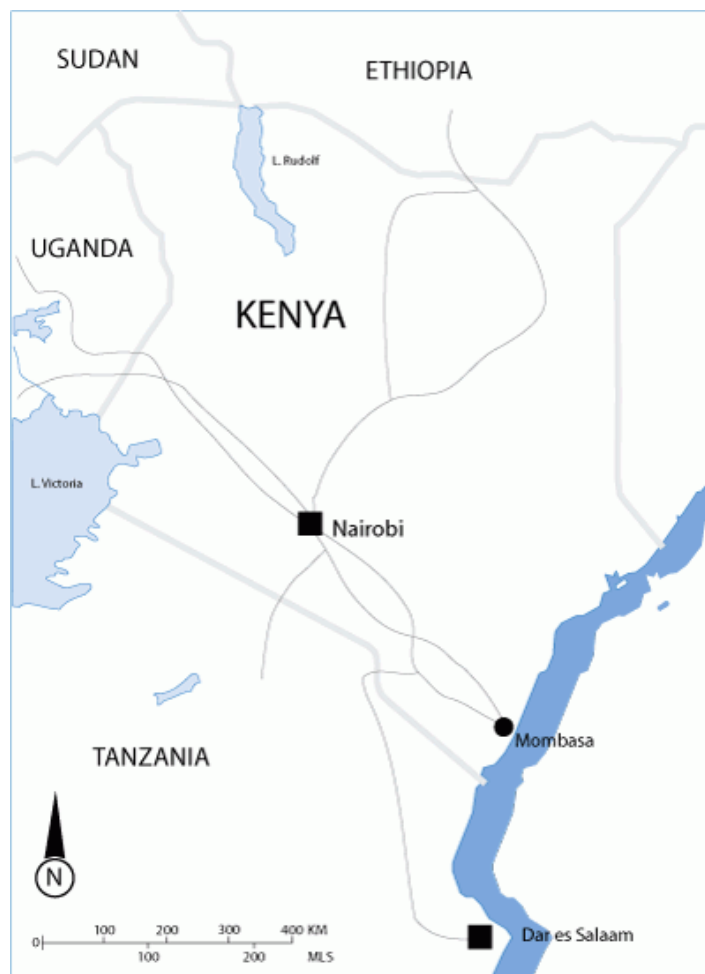 SUDAN
ETHIOPIA
L. Rudolf
UGANDA
KENYA
L. Victoria
Nairobi
Mombasa
TANZANIA
N
Dar es Salaam
0 100 200 300 400 KM
100 200 MLS